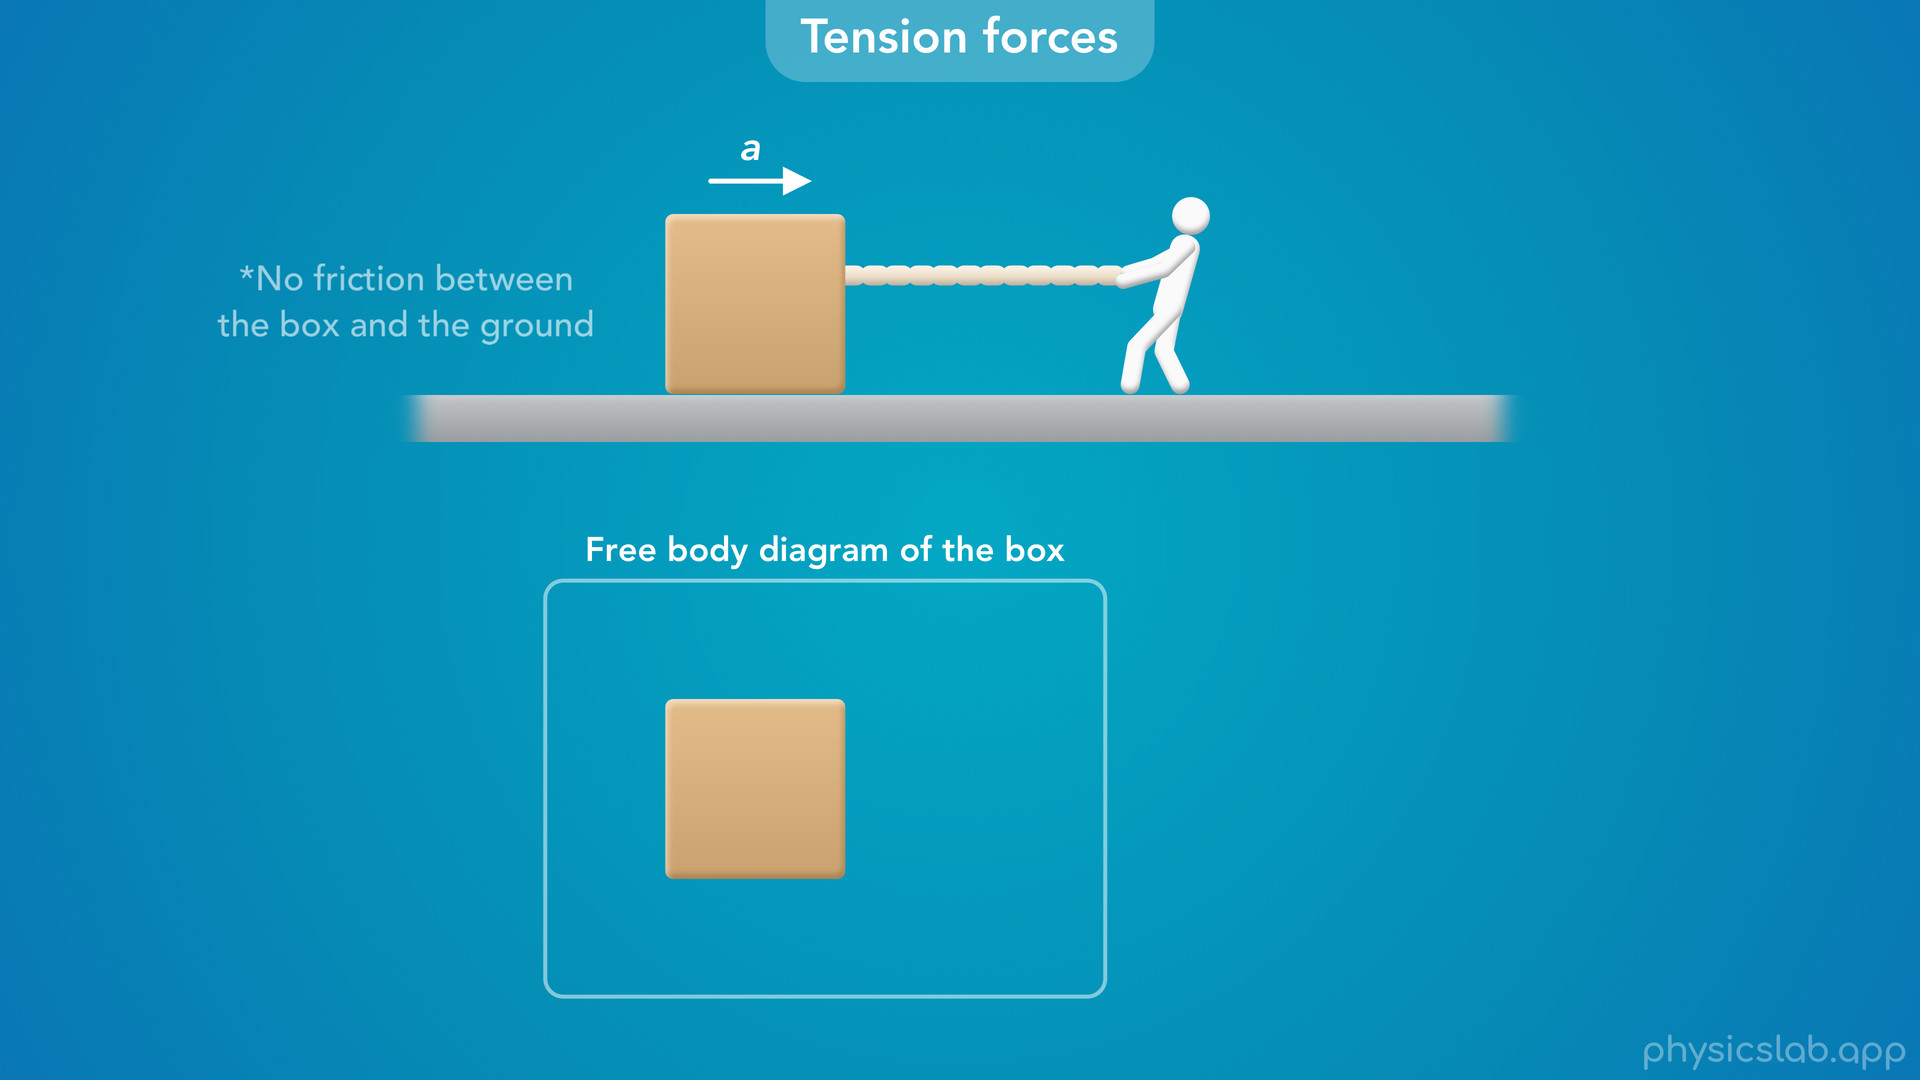 Tension forces
a
*No friction between
the box and the ground
Free body diagram of the box
physicslab.app